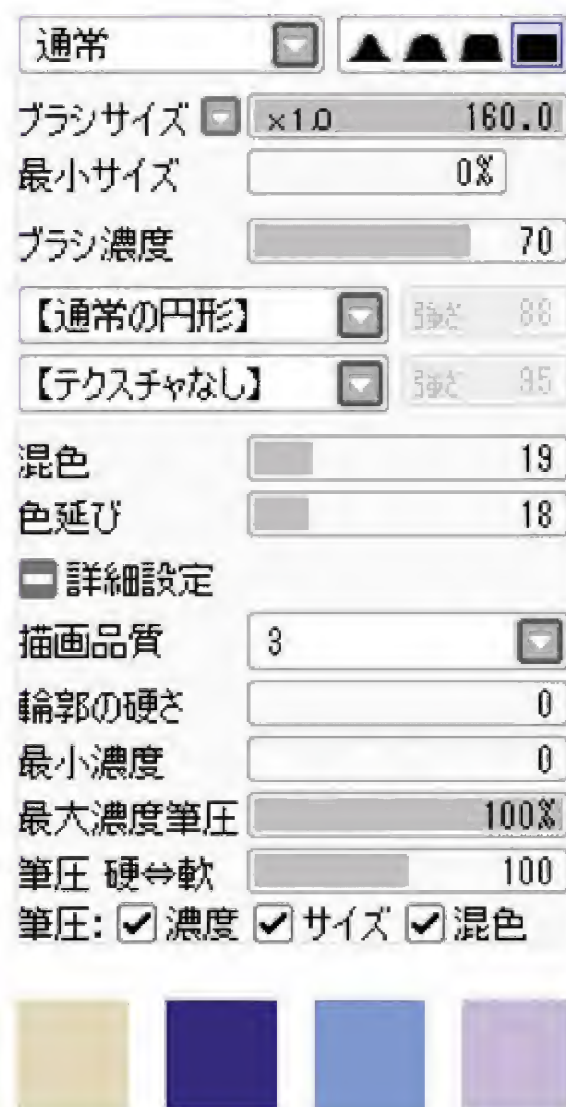 通常
ブラシサイズ ×1.0 160.0
最小サイズ 0%
ブラシ濃度 70
【通常の円形】 強さ 88
【テクスチャなし】 強さ 95
混色 19
色延び 18
詳細設定
描画品質 3
輪郭の硬さ 0
最小濃度 0
最大濃度筆圧 100%
筆圧 硬⇔軟 100
筆圧: 濃度 サイズ 混色